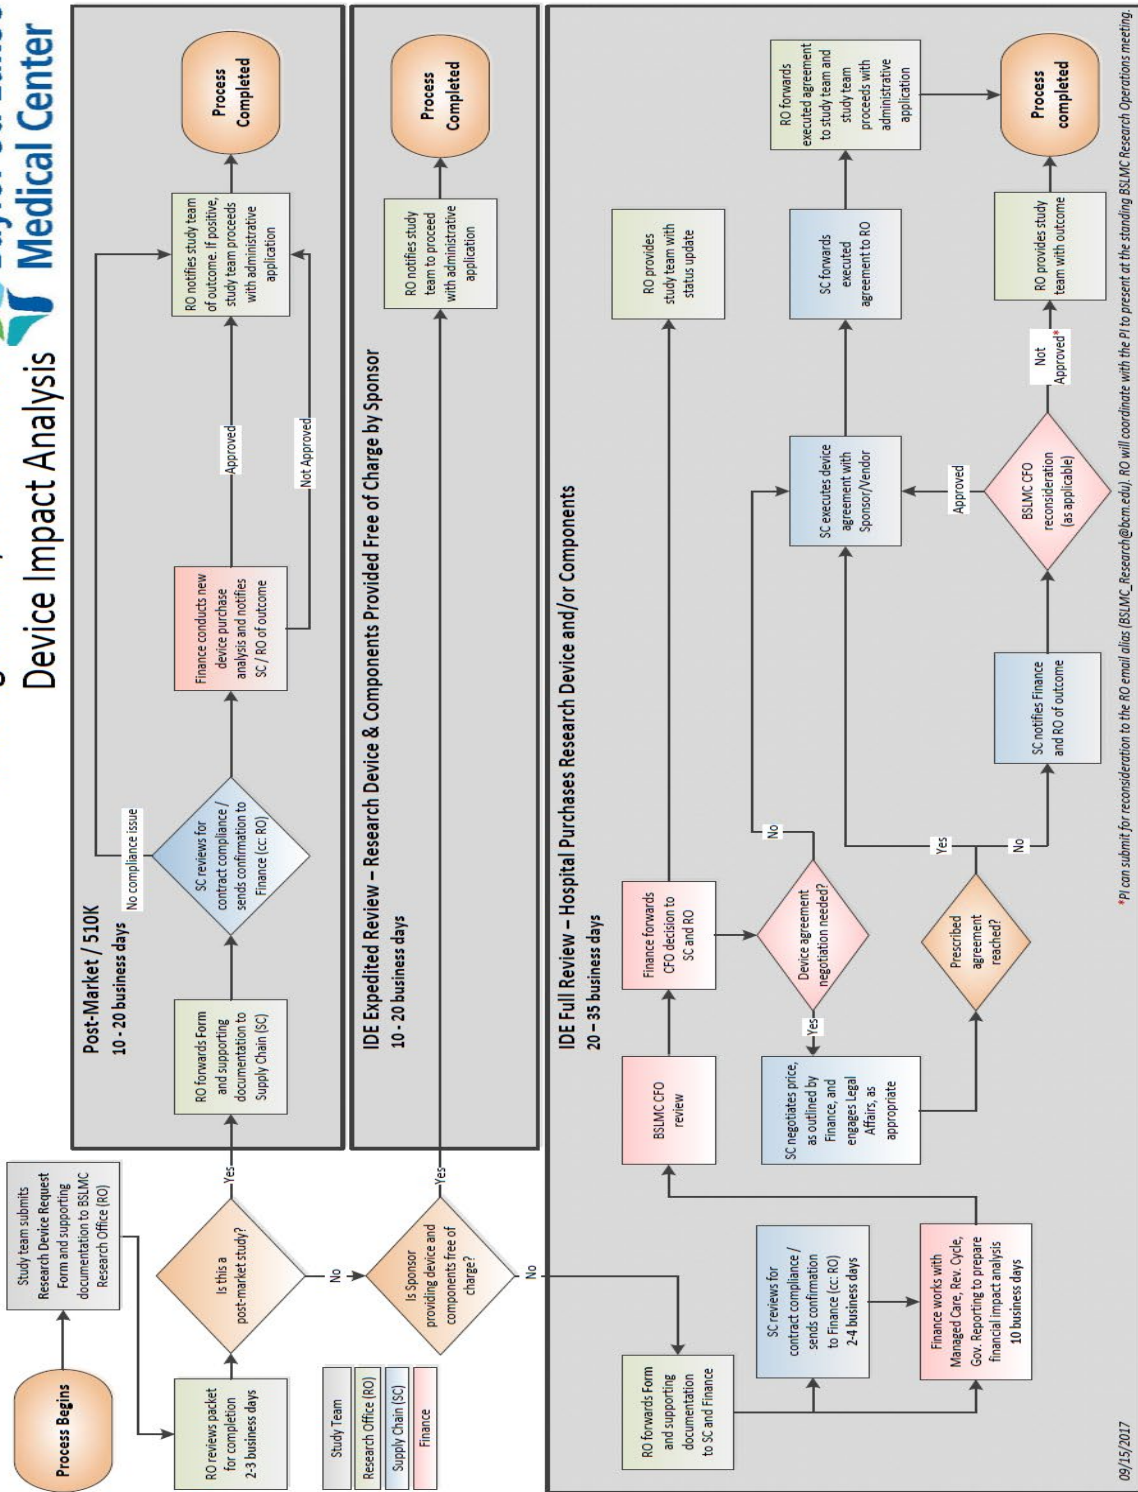 Medical Center
Device Impact Analysis
Process Begins
Study team submits
Research Device Request
Form and supporting
documentation to BSLMC
Research Office (RO)
RO reviews packet
for completion
2-3 business days
Is this a
post-market study?
Yes
No
Is Sponsor
providing device and
components free of
charge?
Yes
No
Study Team
Research Office (RO)
Supply Chain (SC)
Finance
Post-Market / 510K
10 - 20 business days
RO forwards Form
and supporting
documentation to
Supply Chain (SC)
SC reviews for
contract compliance /
sends confirmation to
Finance (cc: RO)
No compliance issue
Finance conducts new
device purchase
analysis and notifies
SC / RO of outcome
Approved
Not Approved
RO notifies study team
of outcome. If positive,
study team proceeds
with administrative
application
Process
Completed
IDE Expedited Review – Research Device & Components Provided Free of Charge by Sponsor
10 - 20 business days
RO notifies study
team to proceed
with administrative
application
Process
Completed
IDE Full Review – Hospital Purchases Research Device and/or Components
20 – 35 business days
RO forwards Form
and supporting
documentation
to SC and Finance
SC reviews for
contract compliance /
sends confirmation
to Finance (cc: RO)
2-4 business days
Finance works with
Managed Care, Rev. Cycle,
Gov. Reporting to prepare
financial impact analysis
10 business days
BSLMC CFO
review
Finance forwards
CFO decision to
SC and RO
RO provides
study team with
status update
Device agreement
negotiation needed?
Yes
No
SC negotiates price,
as outlined by
Finance, and
engages Legal
Affairs, as
appropriate
Prescribed
agreement
reached?
Yes
No
SC executes device
agreement with
Sponsor/Vendor
SC forwards
executed
agreement to RO
RO forwards
executed agreement
to study team and
study team
proceeds with
administrative
application
SC notifies Finance
and RO of outcome
BSLMC CFO
reconsideration
(as applicable)
Approved
Not
Approved*
RO provides study
team with outcome
Process
completed
09/15/2017
*PI can submit for reconsideration to the RO email alias (BSLMC_Research@bcm.edu). RO will coordinate with the PI to present at the standing BSLMC Research Operations meeting.